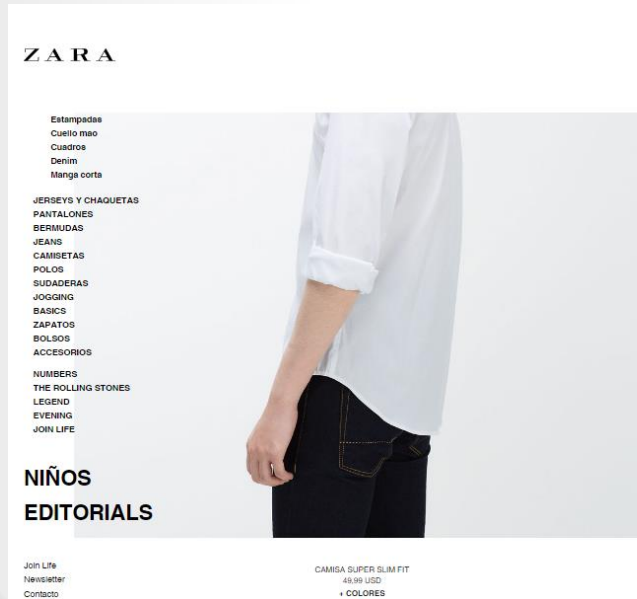 ZARA
Estampadas
Cuello mao
Cuadros
Denim
Manga corta
JERSEYS Y CHAQUETAS
PANTALONES
BERMUDAS
JEANS
CAMISETAS
POLOS
SUDADERAS
JOGGING
BASICS
ZAPATOS
BOLSOS
ACCESORIOS
NUMBERS
THE ROLLING STONES
LEGEND
EVENING
JOIN LIFE
NIÑOS
EDITORIALS
Join Life
Newsletter
Contacto
CAMISA SUPER SLIM FIT
49,99 USD
+ COLORES